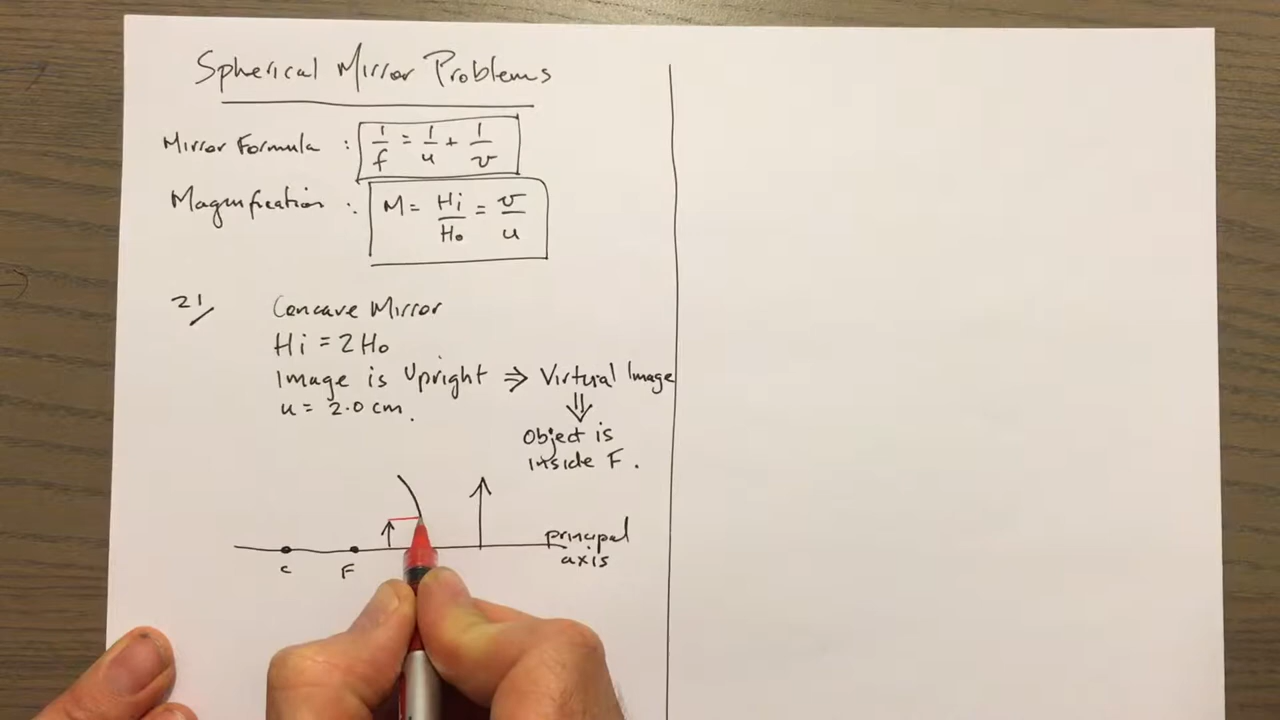 Spherical Mirror Problems
Mirror Formula : 1/f = 1/u + 1/v
Magnification : M = Hi/Ho = v/u
21/ Concave Mirror
Hi = 2Ho
Image is Upright ⇒ Virtual Image
u = 2.0 cm.
⇓
Object is
inside F.
principal
axis
C F